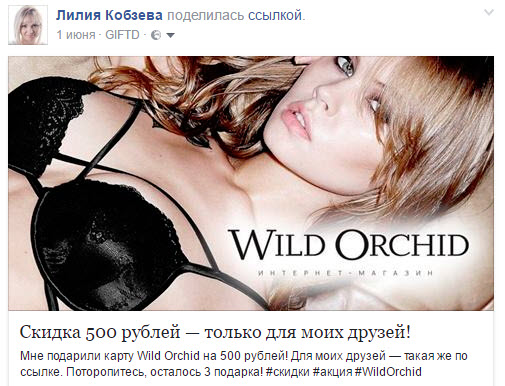 Лилия Кобзева поделилась ссылкой.
1 июня · GIFTD ·
WILD ORCHID
ИНТЕРНЕТ-МАГАЗИН
Скидка 500 рублей — только для моих друзей!
Мне подарили карту Wild Orchid на 500 рублей! Для моих друзей — такая же по
ссылке. Поторопитесь, осталось 3 подарка! #скидки #акция #WildOrchid